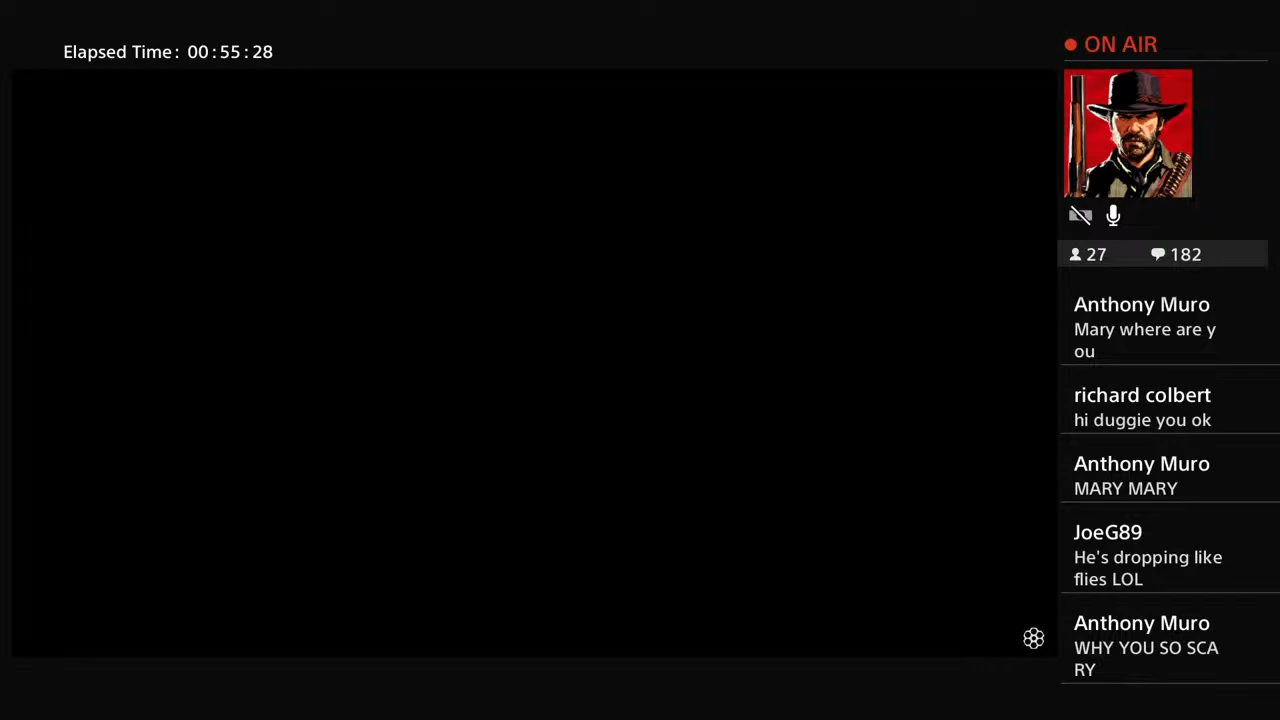 Elapsed Time: 00:55:28
ON AIR
27 182
Anthony Muro
Mary where are y
ou
richard colbert
hi duggie you ok
Anthony Muro
MARY MARY
JoeG89
He's dropping like
flies LOL
Anthony Muro
WHY YOU SO SCA
RY